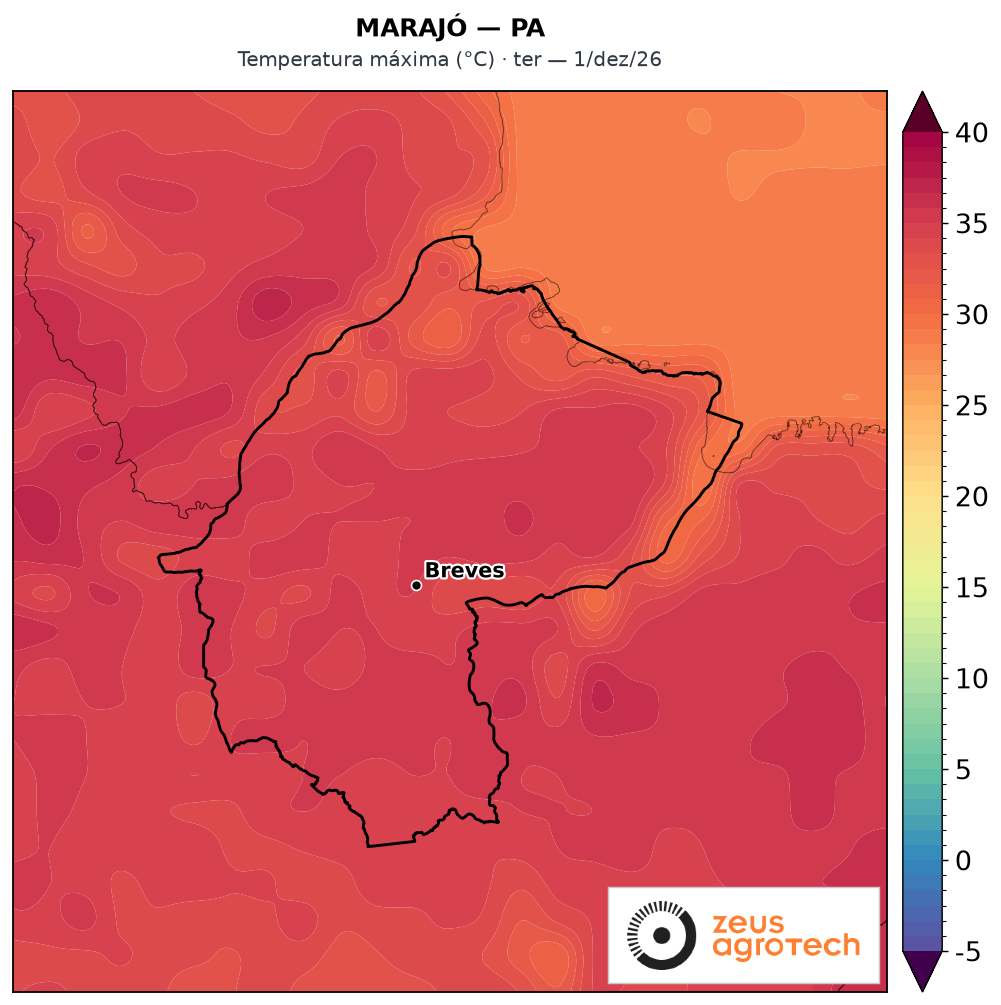 MARAJÓ — PA
Temperatura máxima (°C) · ter — 1/dez/26
Breves
40
35
30
25
20
15
10
5
0
-5
zeus
agrotech